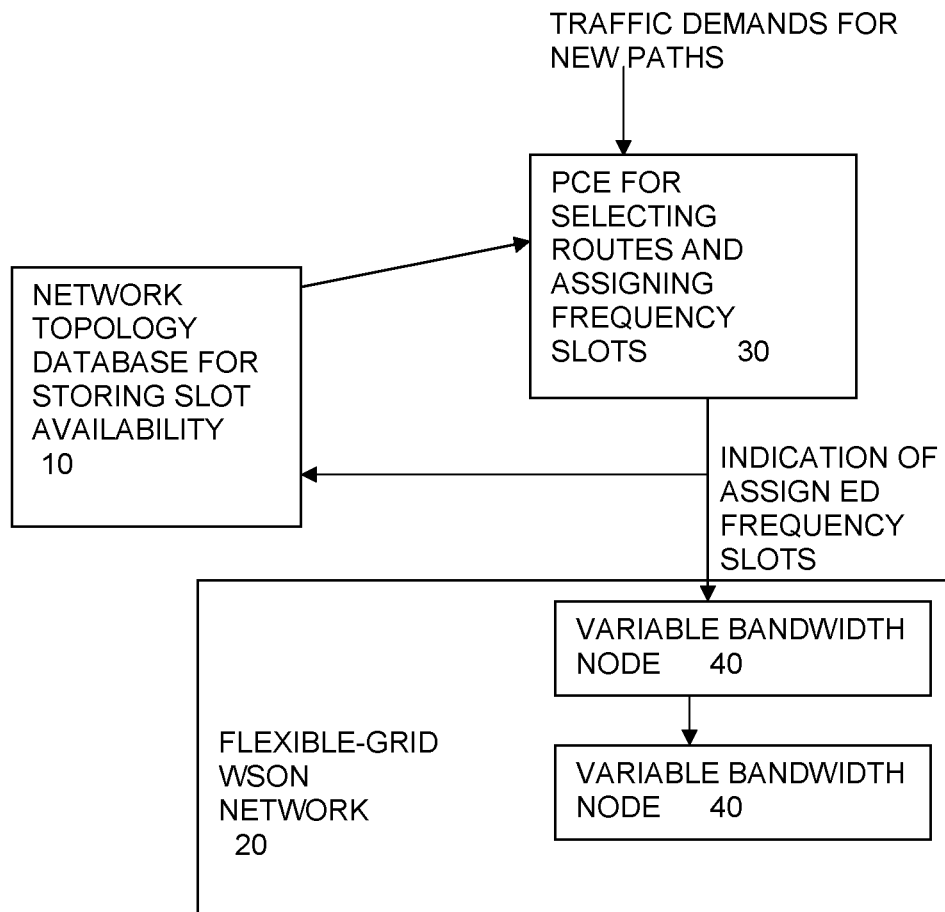 TRAFFIC DEMANDS FOR
NEW PATHS
PCE FOR
SELECTING
ROUTES AND
ASSIGNING
FREQUENCY
SLOTS 30
NETWORK
TOPOLOGY
DATABASE FOR
STORING SLOT
AVAILABILITY
10
INDICATION OF
ASSIGN ED
FREQUENCY
SLOTS
VARIABLE BANDWIDTH
NODE 40
FLEXIBLE-GRID
WSON
NETWORK
20
VARIABLE BANDWIDTH
NODE 40